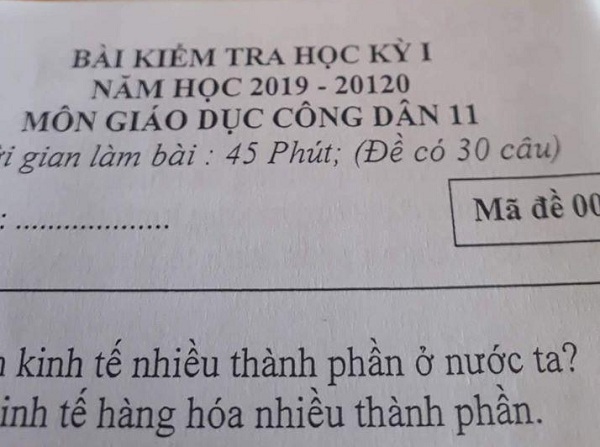 BÀI KIỂM TRA HỌC KỲ I
NĂM HỌC 2019 - 20120
MÔN GIÁO DỤC CÔNG DÂN 11
gian làm bài : 45 Phút; (Đề có 30 câu)
: ....................
Mã đề 00
kinh tế nhiều thành phần ở nước ta?
inh tế hàng hóa nhiều thành phần.